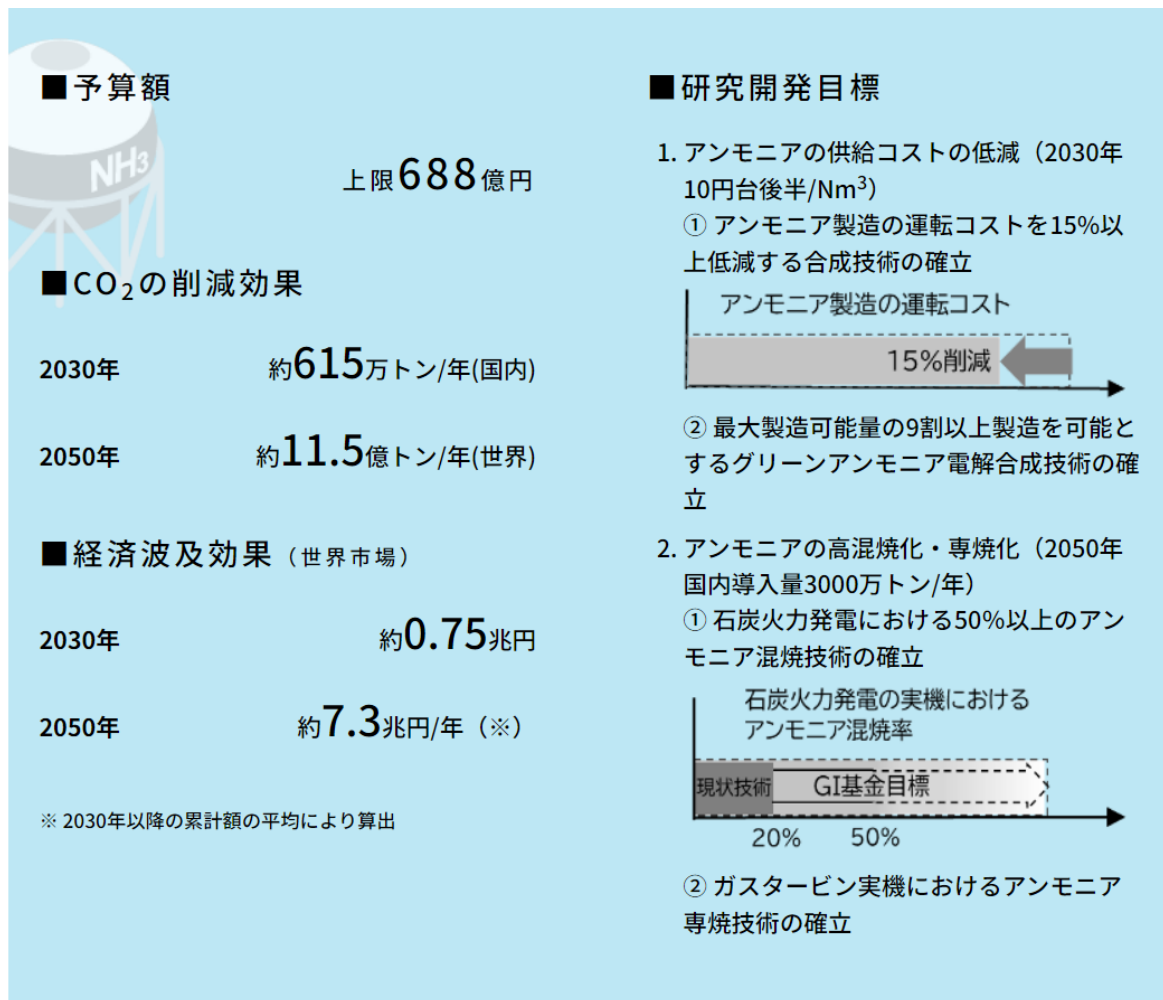 ■予算額
NH3
上限688億円
■CO2の削減効果
2030年 約615万トン/年(国内)
2050年 約11.5億トン/年(世界)
■経済波及効果（世界市場）
2030年 約0.75兆円
2050年 約7.3兆円/年（※）
※ 2030年以降の累計額の平均により算出
■研究開発目標
1. アンモニアの供給コストの低減（2030年
10円台後半/Nm3）
① アンモニア製造の運転コストを15%以
上低減する合成技術の確立
アンモニア製造の運転コスト
15%削減
② 最大製造可能量の9割以上製造を可能と
するグリーンアンモニア電解合成技術の確
立
2. アンモニアの高混焼化・専焼化（2050年
国内導入量3000万トン/年）
① 石炭火力発電における50%以上のアン
モニア混焼技術の確立
石炭火力発電の実機における
アンモニア混焼率
現状技術 GI基金目標
20% 50%
② ガスタービン実機におけるアンモニア
専焼技術の確立